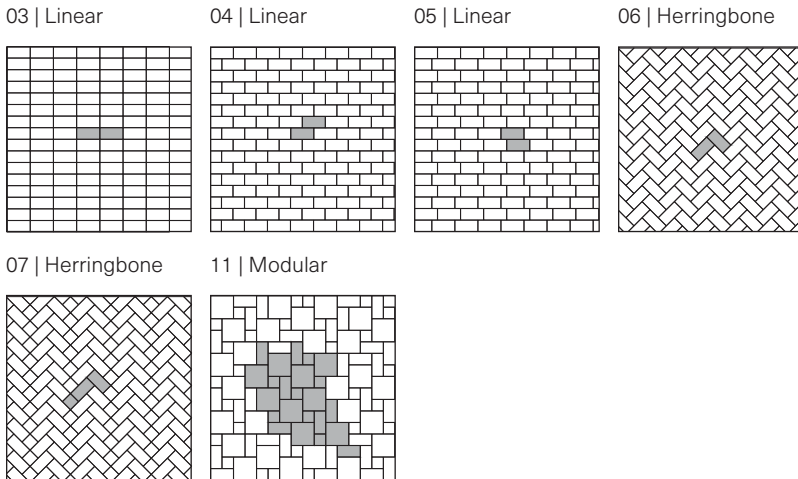 03 | Linear
04 | Linear
05 | Linear
06 | Herringbone
07 | Herringbone
11 | Modular